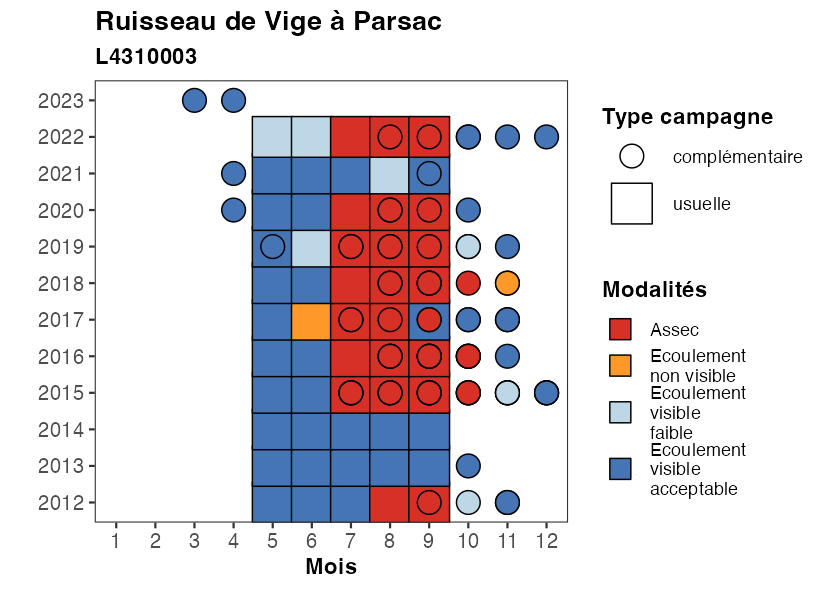 Ruisseau de Vige à Parsac
L4310003
2023
2022
2021
2020
2019
2018
2017
2016
2015
2014
2013
2012
1 2 3 4 5 6 7 8 9 10 11 12
Mois
Type campagne
complémentaire
usuelle
Modalités
Assec
Ecoulement
non visible
Ecoulement
visible
faible
Ecoulement
visible
acceptable